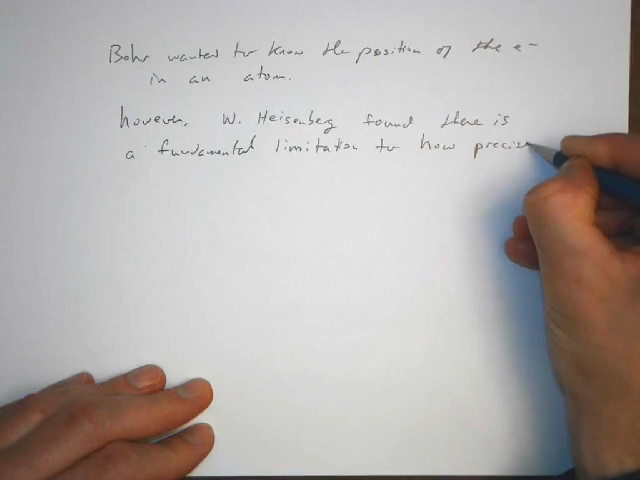 Bohr wanted to know the position of the e-
in an atom.
however, W. Heisenberg found there is
a fundamental limitation to how precise